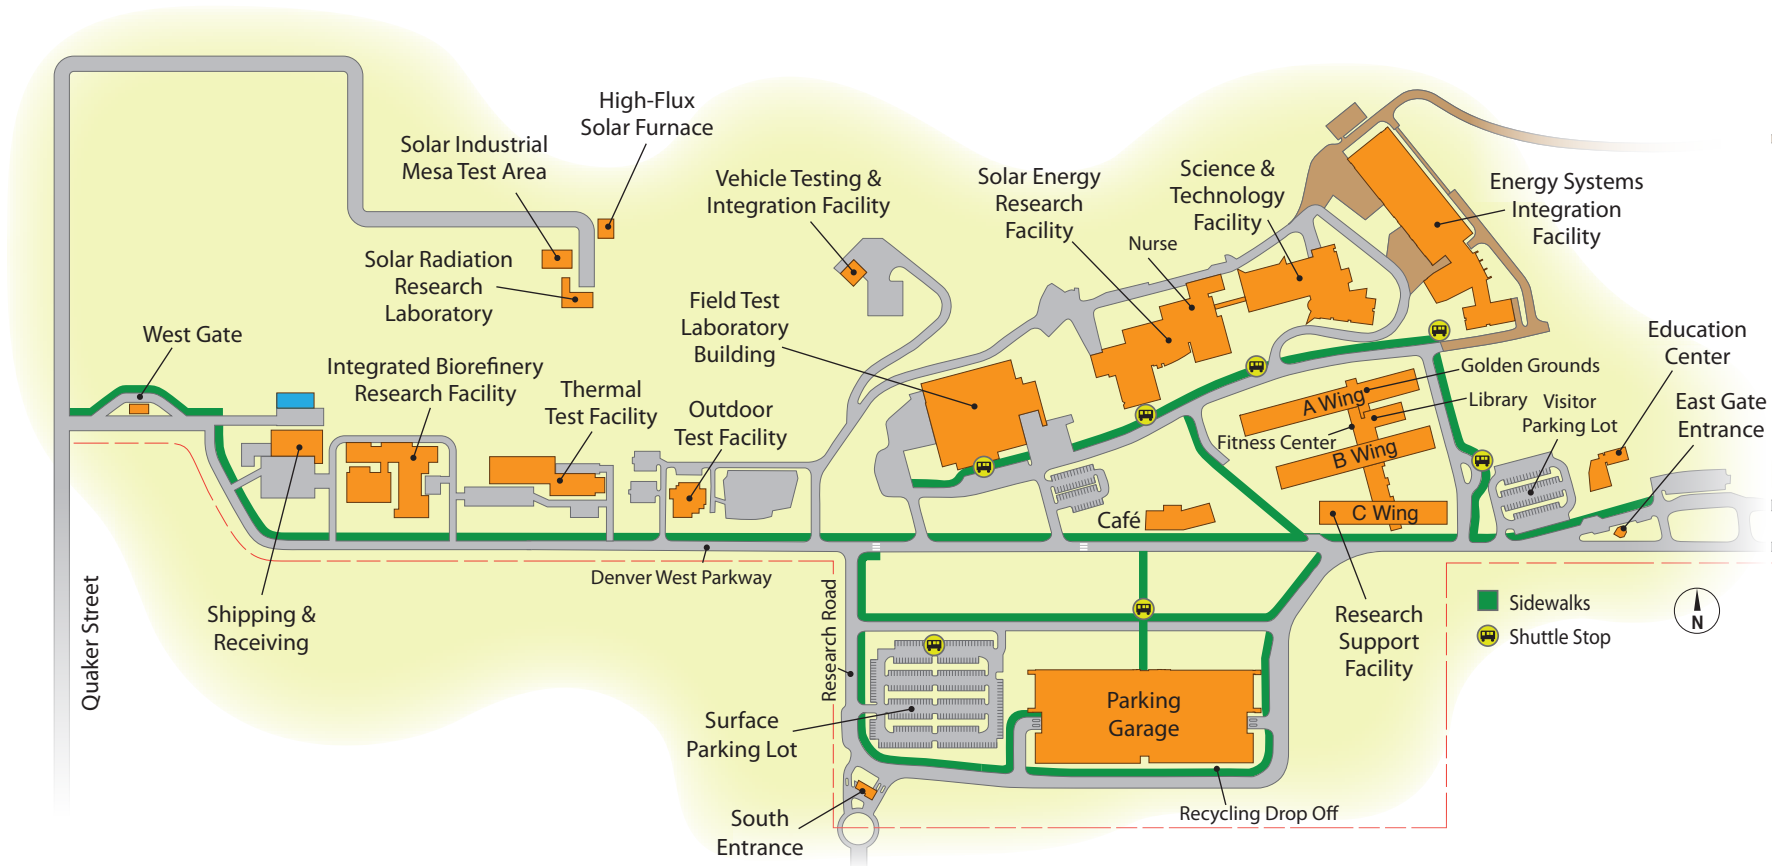 High-Flux
Solar Furnace
Solar Industrial
Mesa Test Area
Solar Radiation
Research
Laboratory
Vehicle Testing &
Integration Facility
Solar Energy
Research
Facility
Nurse
Science &
Technology
Facility
Energy Systems
Integration
Facility
West Gate
Integrated Biorefinery
Research Facility
Thermal
Test Facility
Outdoor
Test Facility
Field Test
Laboratory
Building
Education
Center
East Gate
Entrance
Golden Grounds
Library
Visitor
Parking Lot
Fitness Center
A Wing
B Wing
C Wing
Café
Denver West Parkway
Quaker Street
Shipping &
Receiving
Research Road
Surface
Parking Lot
Parking
Garage
Research
Support
Facility
Sidewalks
Shuttle Stop
N
South
Entrance
Recycling Drop Off